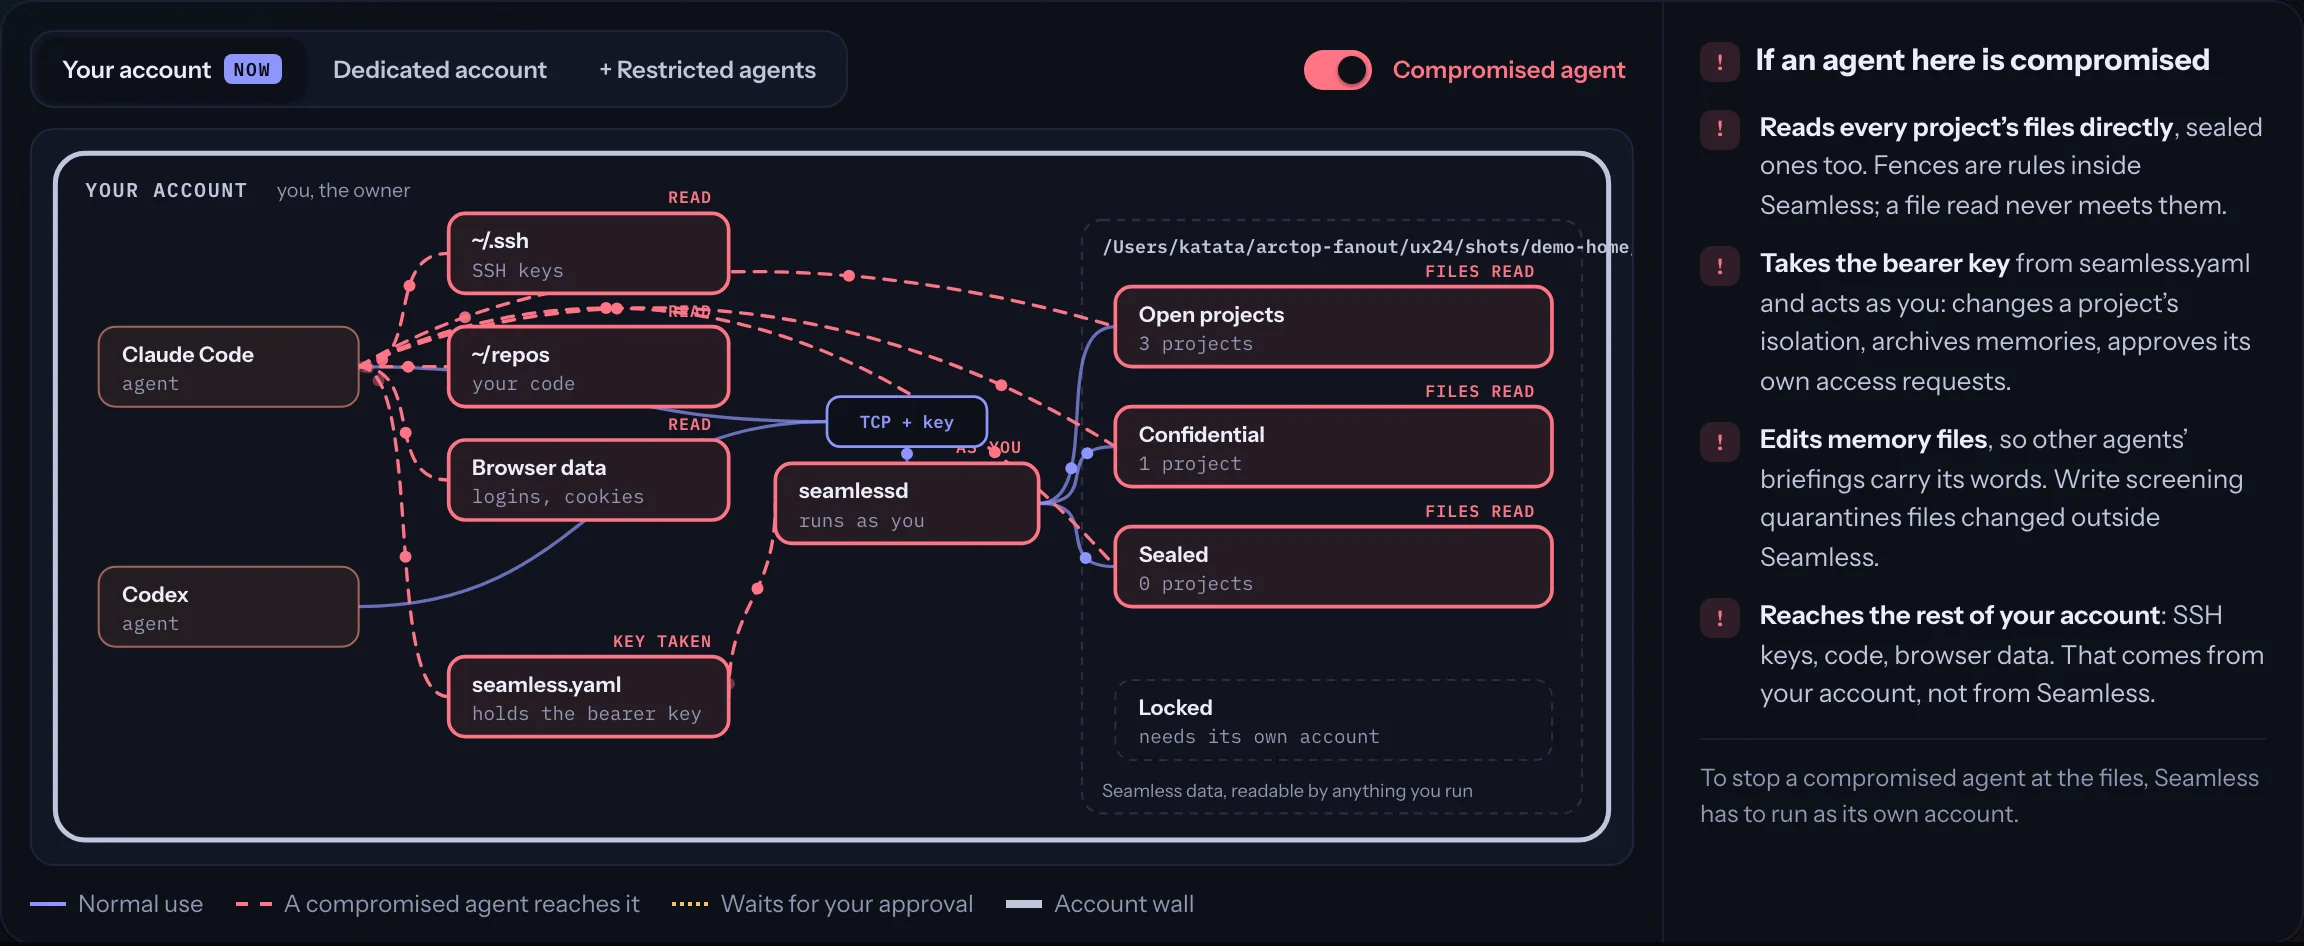 Your account NOW
Dedicated account
+ Restricted agents
Compromised agent
YOUR ACCOUNT you, the owner
READ
~/.ssh
SSH keys
READ
~/repos
your code
READ
Browser data
logins, cookies
Claude Code
agent
Codex
agent
KEY TAKEN
seamless.yaml
holds the bearer key
TCP + key
AS YOU
seamlessd
runs as you
/Users/katata/arctop-fanout/ux24/shots/demo-home
FILES READ
Open projects
3 projects
FILES READ
Confidential
1 project
FILES READ
Sealed
0 projects
Locked
needs its own account
Seamless data, readable by anything you run
Normal use
A compromised agent reaches it
Waits for your approval
Account wall
! If an agent here is compromised
! Reads every project’s files directly, sealed
ones too. Fences are rules inside
Seamless; a file read never meets them.
! Takes the bearer key from seamless.yaml
and acts as you: changes a project’s
isolation, archives memories, approves its
own access requests.
! Edits memory files, so other agents’
briefings carry its words. Write screening
quarantines files changed outside
Seamless.
! Reaches the rest of your account: SSH
keys, code, browser data. That comes from
your account, not from Seamless.
To stop a compromised agent at the files, Seamless
has to run as its own account.